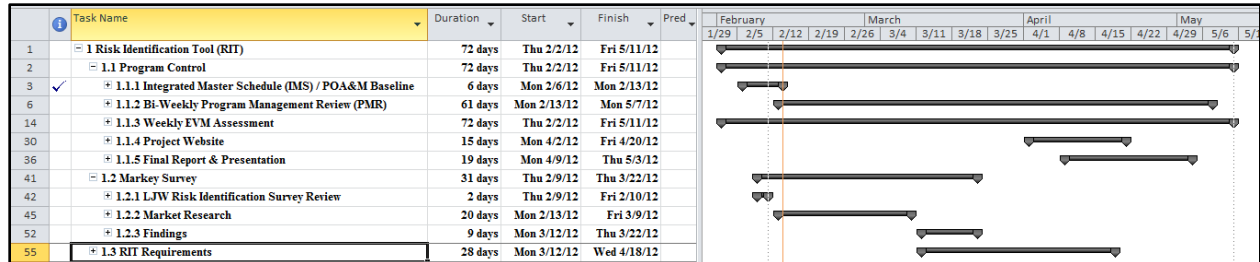 Task Name Duration Start Finish Pred February March April May
1/29 2/5 2/12 2/19 2/26 3/4 3/11 3/18 3/25 4/1 4/8 4/15 4/22 4/29 5/6 5/1
1 1 Risk Identification Tool (RIT) 72 days Thu 2/2/12 Fri 5/11/12
2 1.1 Program Control 72 days Thu 2/2/12 Fri 5/11/12
3 1.1.1 Integrated Master Schedule (IMS) / POA&M Baseline 6 days Mon 2/6/12 Mon 2/13/12
6 1.1.2 Bi-Weekly Program Management Review (PMR) 61 days Mon 2/13/12 Mon 5/7/12
14 1.1.3 Weekly EVM Assessment 72 days Thu 2/2/12 Fri 5/11/12
30 1.1.4 Project Website 15 days Mon 4/2/12 Fri 4/20/12
36 1.1.5 Final Report & Presentation 19 days Mon 4/9/12 Thu 5/3/12
41 1.2 Markey Survey 31 days Thu 2/9/12 Thu 3/22/12
42 1.2.1 LJW Risk Identification Survey Review 2 days Thu 2/9/12 Fri 2/10/12
45 1.2.2 Market Research 20 days Mon 2/13/12 Fri 3/9/12
52 1.2.3 Findings 9 days Mon 3/12/12 Thu 3/22/12
55 1.3 RIT Requirements 28 days Mon 3/12/12 Wed 4/18/12